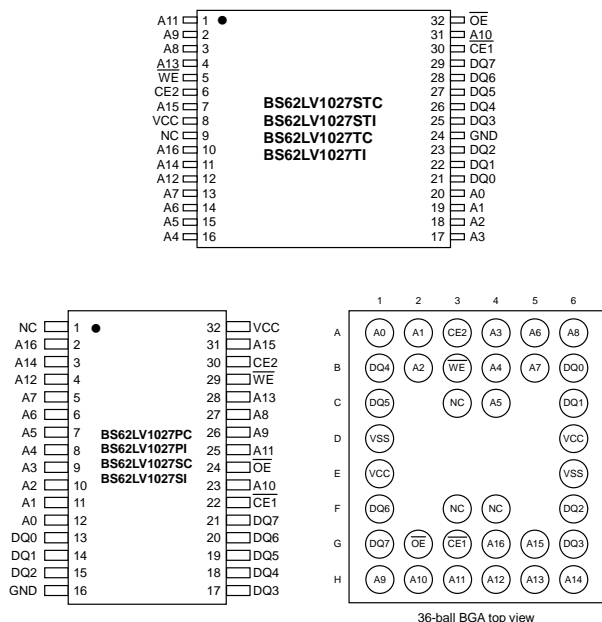 A11 1 32 OE
A9 2 31 A10
A8 3 30 CE1
A13 4 29 DQ7
WE 5 28 DQ6
CE2 6 27 DQ5
A15 7 BS62LV1027STC 26 DQ4
VCC 8 BS62LV1027STI 25 DQ3
NC 9 BS62LV1027TC 24 GND
A16 10 BS62LV1027TI 23 DQ2
A14 11 22 DQ1
A12 12 21 DQ0
A7 13 20 A0
A6 14 19 A1
A5 15 18 A2
A4 16 17 A3
NC 1 32 VCC
A16 2 31 A15
A14 3 30 CE2
A12 4 29 WE
A7 5 28 A13
A6 6 27 A8
A5 7 BS62LV1027PC 26 A9
A4 8 BS62LV1027PI 25 A11
A3 9 BS62LV1027SC 24 OE
A2 10 BS62LV1027SI 23 A10
A1 11 22 CE1
A0 12 21 DQ7
DQ0 13 20 DQ6
DQ1 14 19 DQ5
DQ2 15 18 DQ4
GND 16 17 DQ3
1 2 3 4 5 6
A A0 A1 CE2 A3 A6 A8
B DQ4 A2 WE A4 A7 DQ0
C DQ5 NC A5 DQ1
D VSS VCC
E VCC VSS
F DQ6 NC NC DQ2
G DQ7 OE CE1 A16 A15 DQ3
H A9 A10 A11 A12 A13 A14
36-ball BGA top view